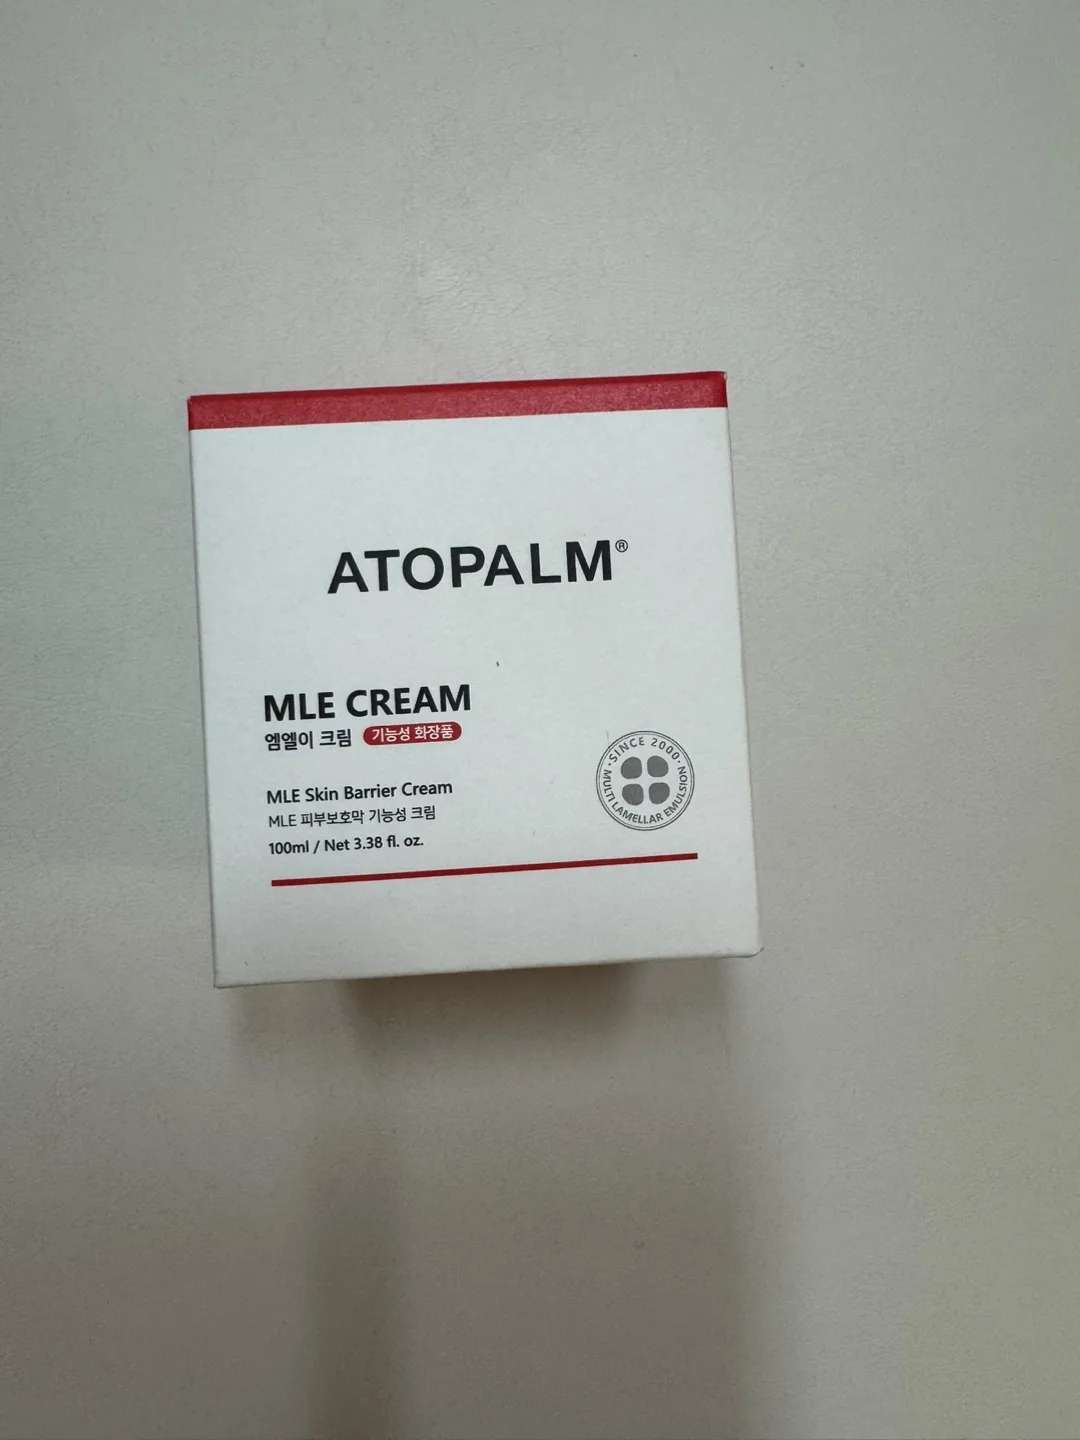 ATOPALM®
MLE CREAM
엠엘이 크림 기능성 화장품
MLE Skin Barrier Cream
MLE 피부보호막 기능성 크림
100ml / Net 3.38 fl. oz.
·SINCE 2000·
MULTI LAMELLAR EMULSION